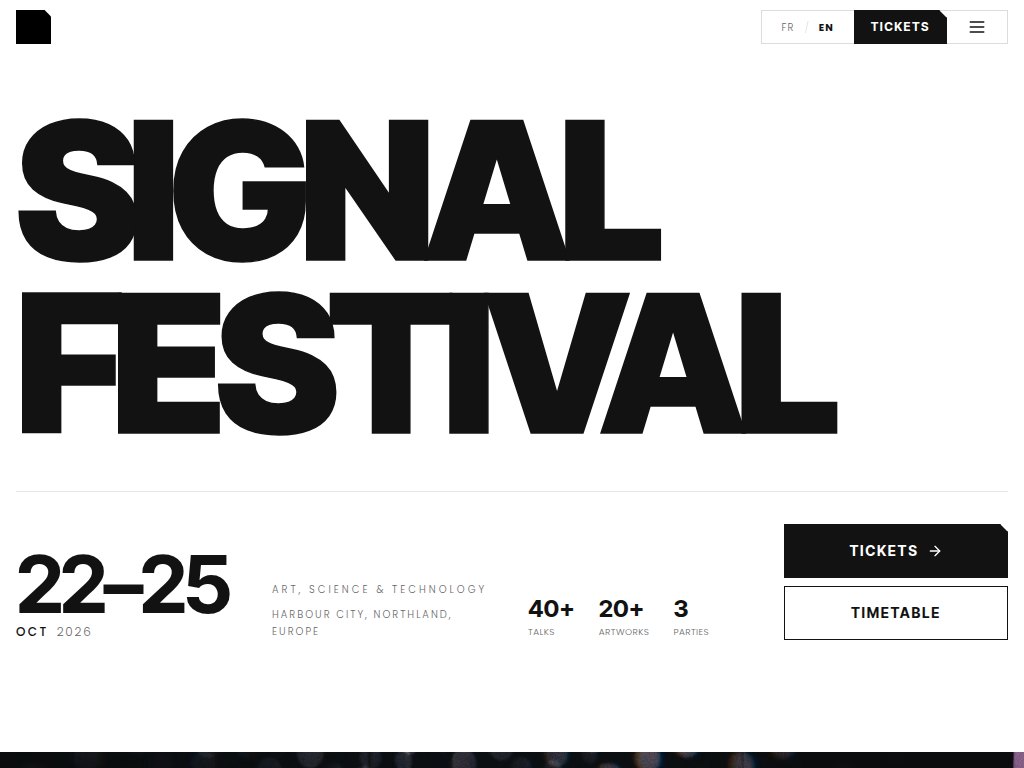 FR / EN TICKETS
SIGNAL
FESTIVAL
22–25
OCT 2026
ART, SCIENCE & TECHNOLOGY
HARBOUR CITY, NORTHLAND,
EUROPE
40+ 20+ 3
TALKS ARTWORKS PARTIES
TICKETS →
TIMETABLE